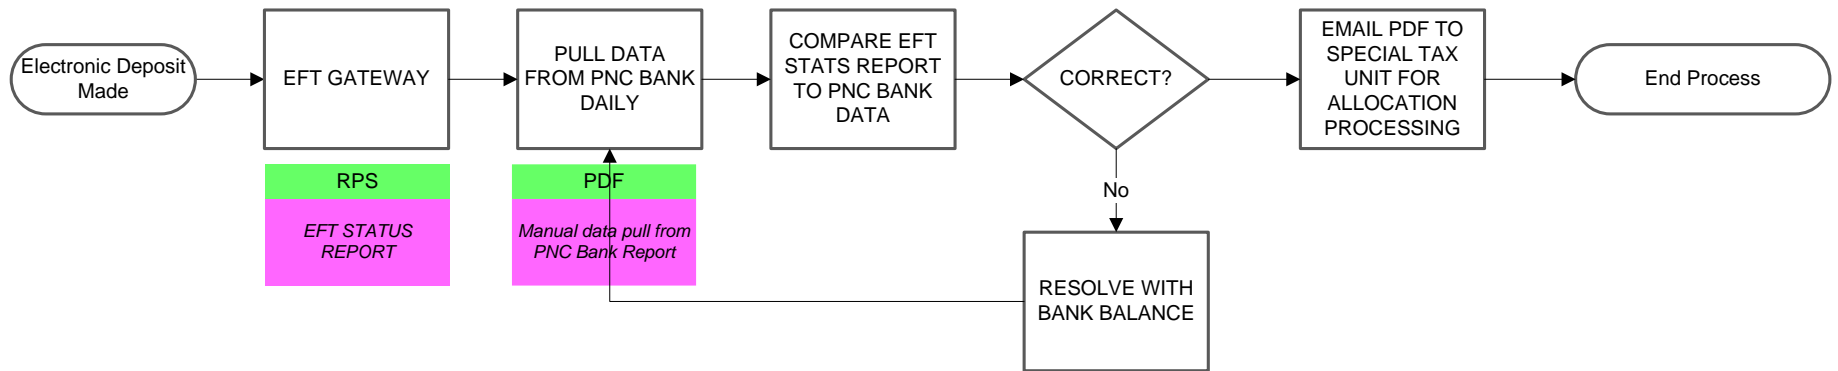 Electronic Deposit
Made
EFT GATEWAY
PULL DATA
FROM PNC BANK
DAILY
COMPARE EFT
STATS REPORT
TO PNC BANK
DATA
CORRECT?
EMAIL PDF TO
SPECIAL TAX
UNIT FOR
ALLOCATION
PROCESSING
End Process
RPS
EFT STATUS
REPORT
PDF
Manual data pull from
PNC Bank Report
No
RESOLVE WITH
BANK BALANCE